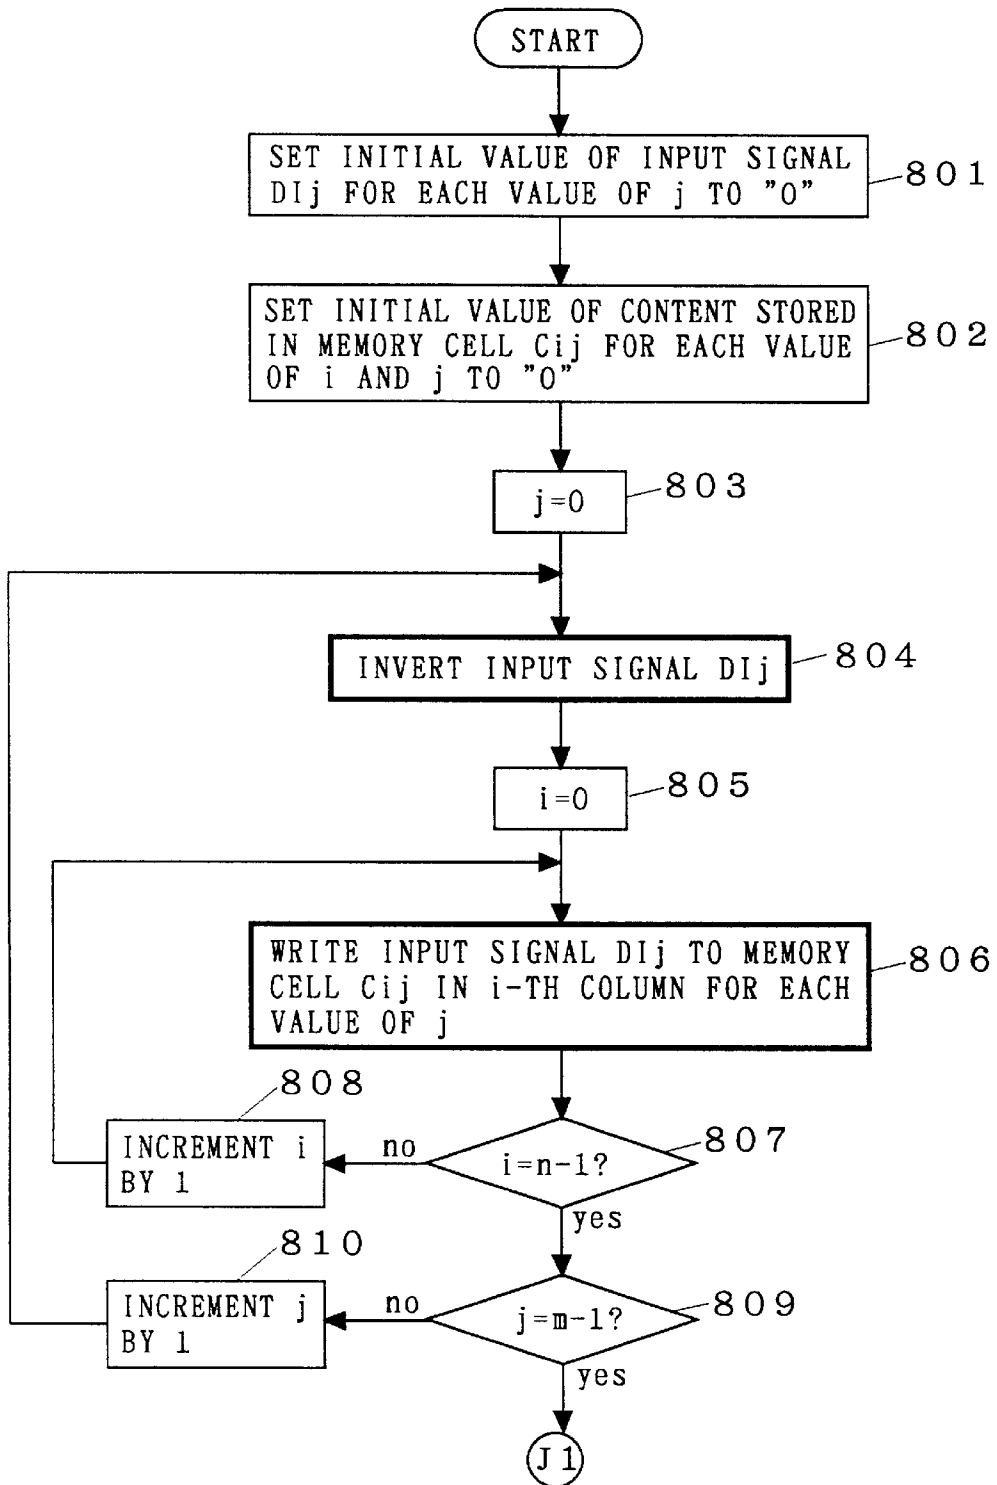 START
SET INITIAL VALUE OF INPUT SIGNAL
DIj FOR EACH VALUE OF j TO "0"
801
SET INITIAL VALUE OF CONTENT STORED
IN MEMORY CELL Cij FOR EACH VALUE
OF i AND j TO "0"
802
j=0
803
INVERT INPUT SIGNAL DIj
804
i=0
805
WRITE INPUT SIGNAL DIj TO MEMORY
CELL Cij IN i-TH COLUMN FOR EACH
VALUE OF j
806
808
INCREMENT i
BY 1
no
i=n-1?
807
yes
810
INCREMENT j
BY 1
no
j=m-1?
809
yes
J1